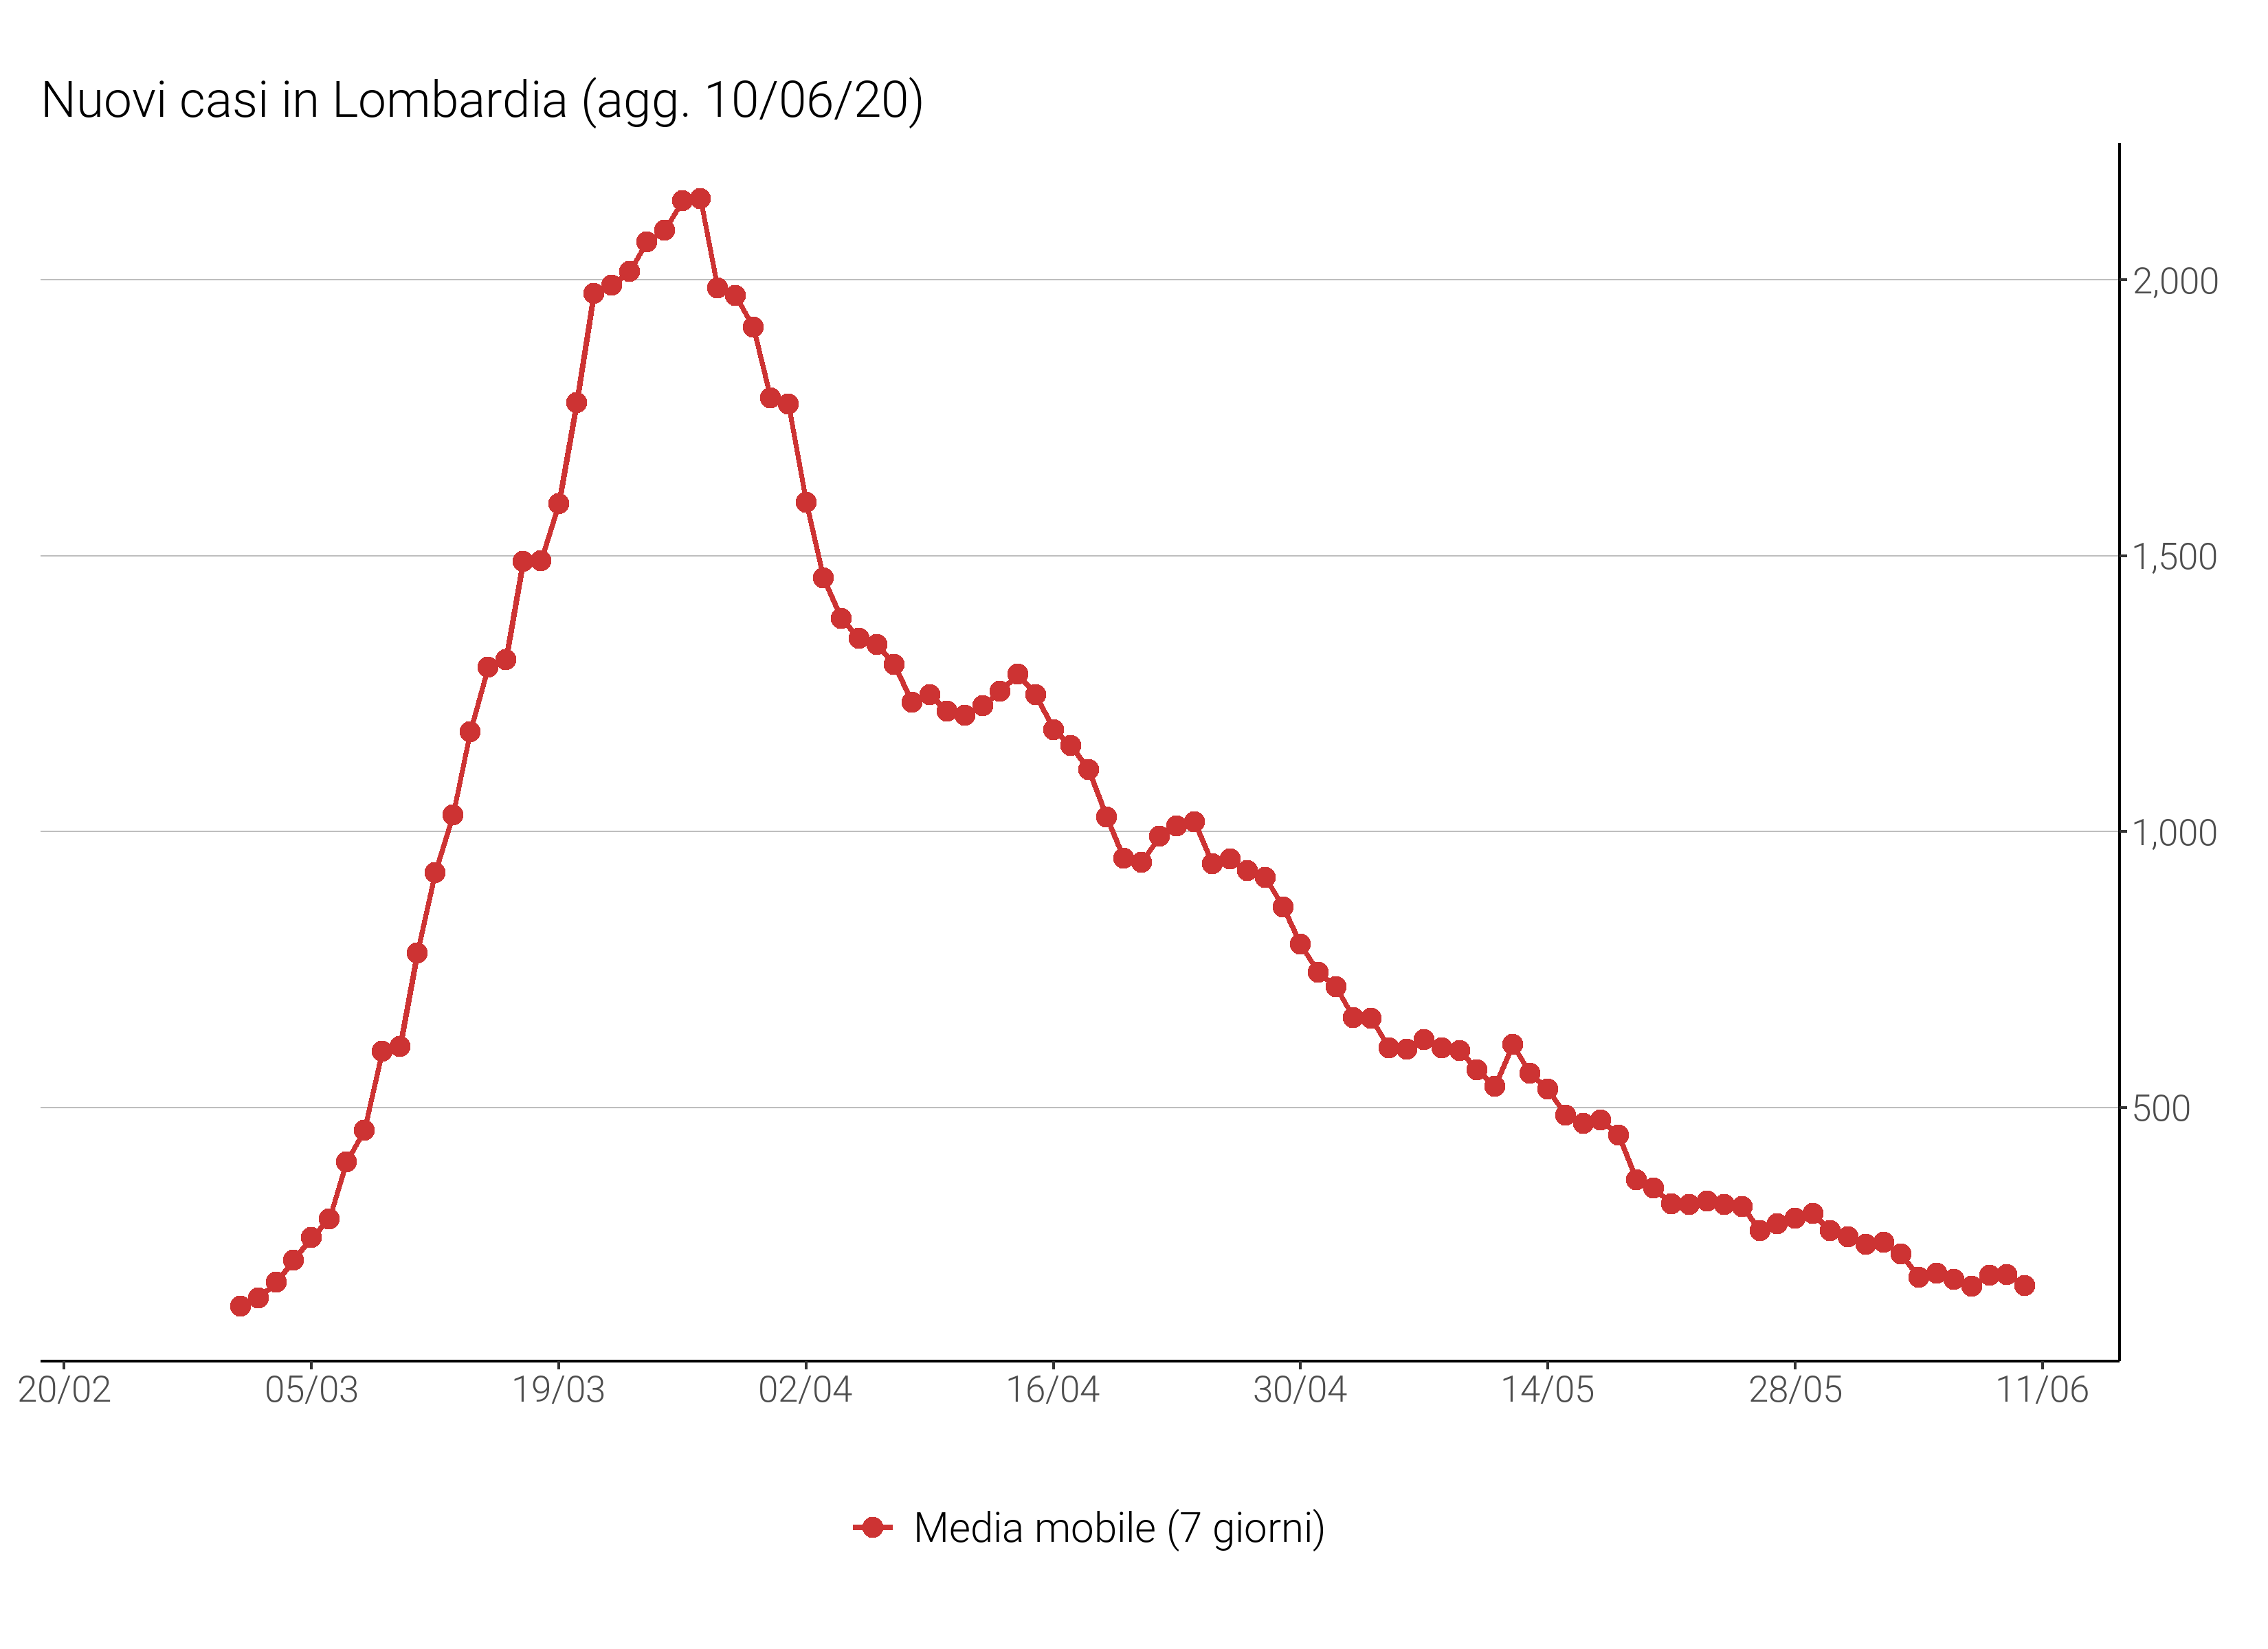 Nuovi casi in Lombardia (agg. 10/06/20)
2,000
1,500
1,000
500
20/02 05/03 19/03 02/04 16/04 30/04 14/05 28/05 11/06
Media mobile (7 giorni)